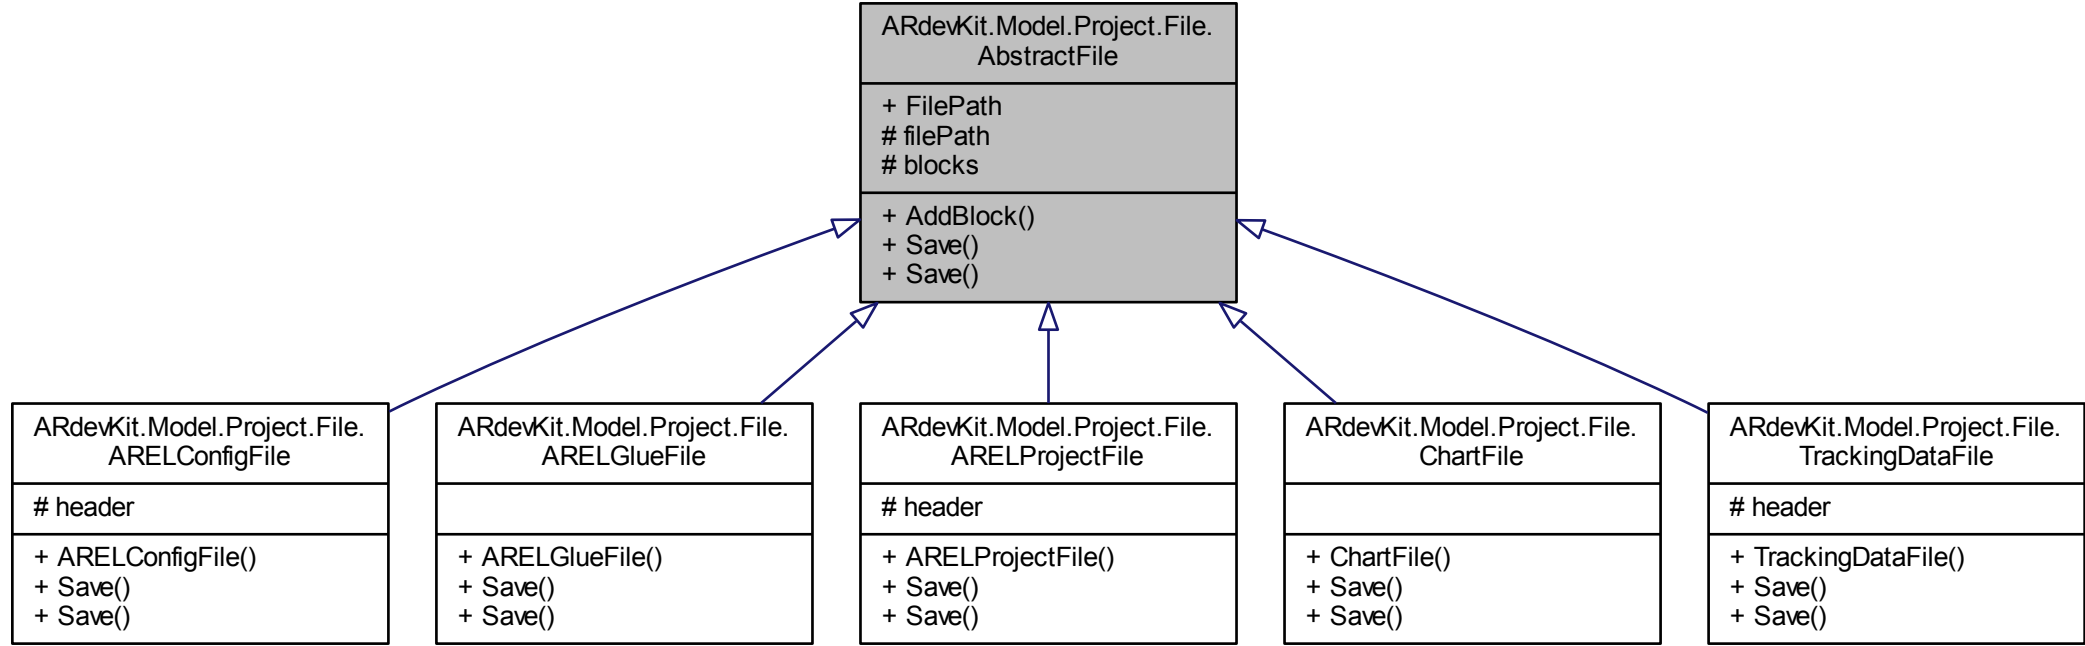 ARdevKit.Model.Project.File.
AbstractFile
+ FilePath
# filePath
# blocks
+ AddBlock()
+ Save()
+ Save()
ARdevKit.Model.Project.File.
ARELConfigFile
# header
+ ARELConfigFile()
+ Save()
+ Save()
ARdevKit.Model.Project.File.
ARELGlueFile
+ ARELGlueFile()
+ Save()
+ Save()
ARdevKit.Model.Project.File.
ARELProjectFile
# header
+ ARELProjectFile()
+ Save()
+ Save()
ARdevKit.Model.Project.File.
ChartFile
+ ChartFile()
+ Save()
+ Save()
ARdevKit.Model.Project.File.
TrackingDataFile
# header
+ TrackingDataFile()
+ Save()
+ Save()